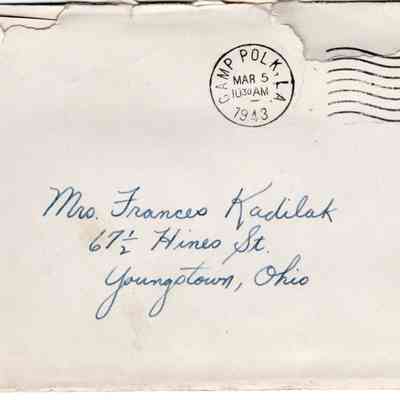 CAMP POLK, LA
MAR 5
10:30 AM
1943
Mrs. Frances Kadilak
67½ Hines St.
Youngstown, Ohio